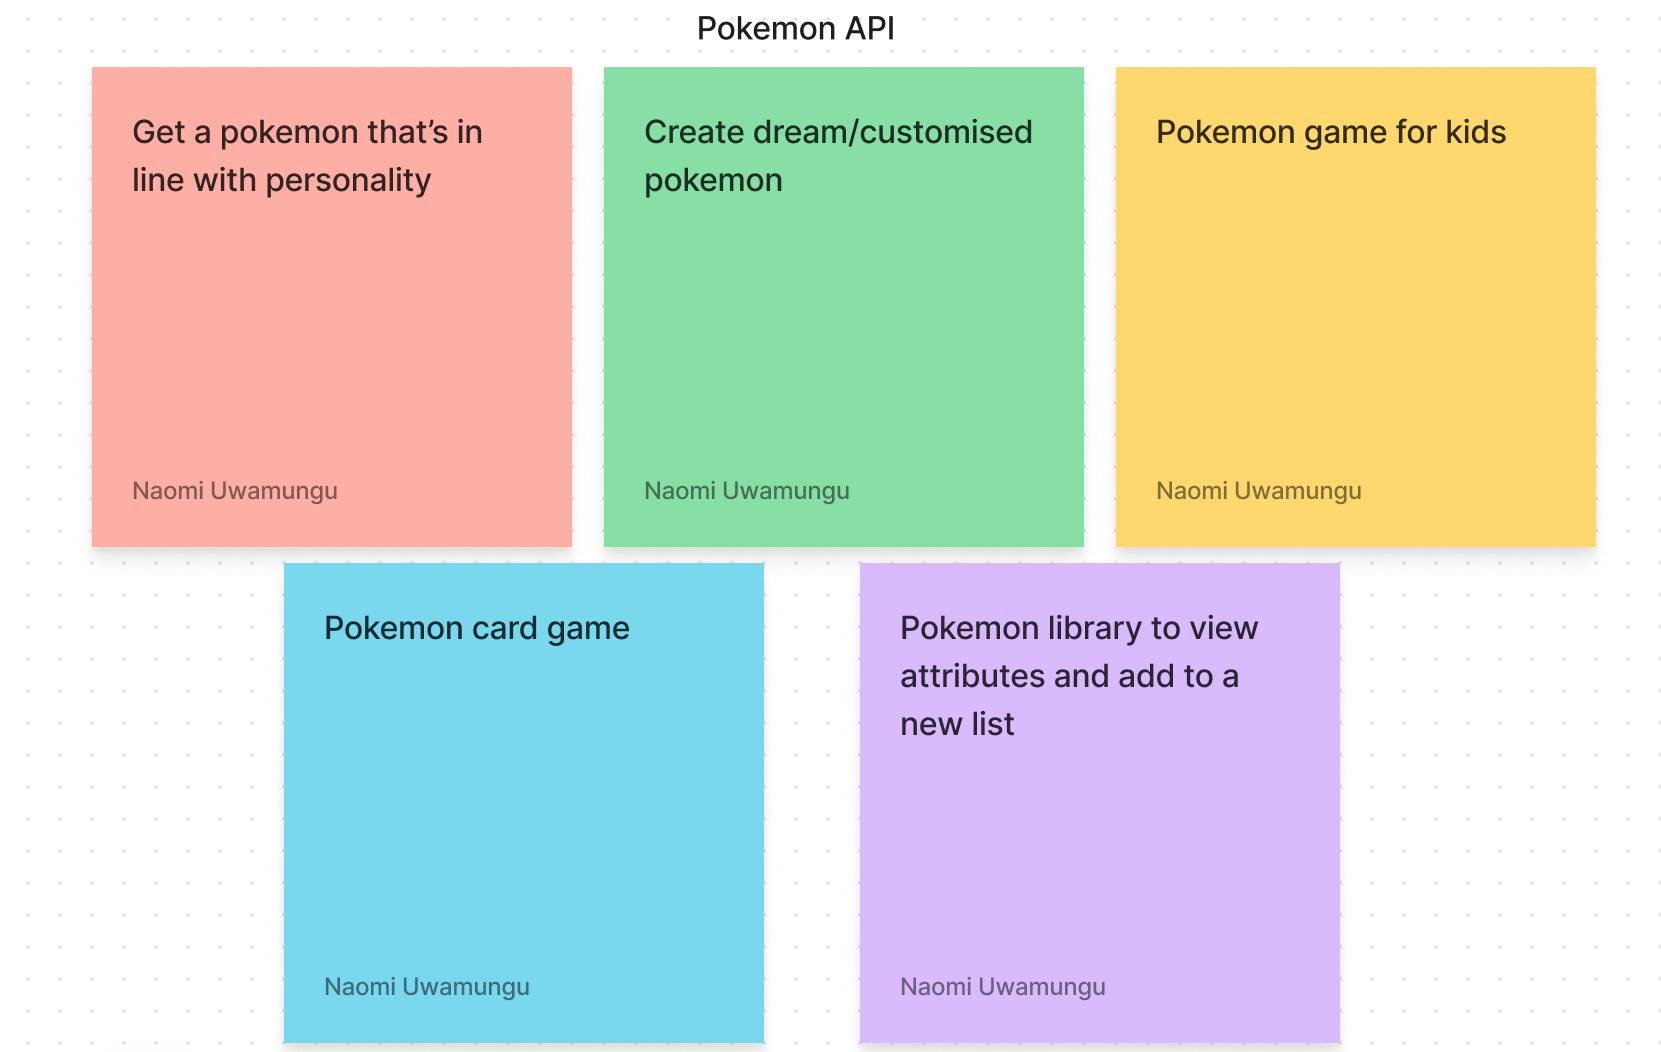 Pokemon API
Get a pokemon that’s in
line with personality
Naomi Uwamungu
Create dream/customised
pokemon
Naomi Uwamungu
Pokemon game for kids
Naomi Uwamungu
Pokemon card game
Naomi Uwamungu
Pokemon library to view
attributes and add to a
new list
Naomi Uwamungu